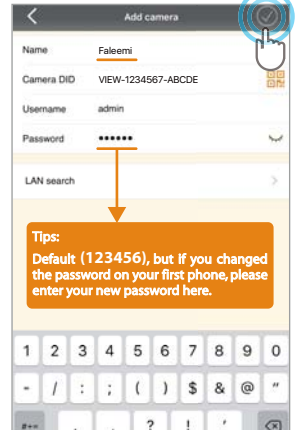 Add camera
Name Faleemi
Camera DID VIEW-1234567-ABCDE
Username admin
Password ••••••
LAN search
Tips:
Default (123456), but if you changed
the password on your first phone, please
enter your new password here.
1 2 3 4 5 6 7 8 9 0
- / : ; ( ) $ & @ "
#+= . , ? ! '